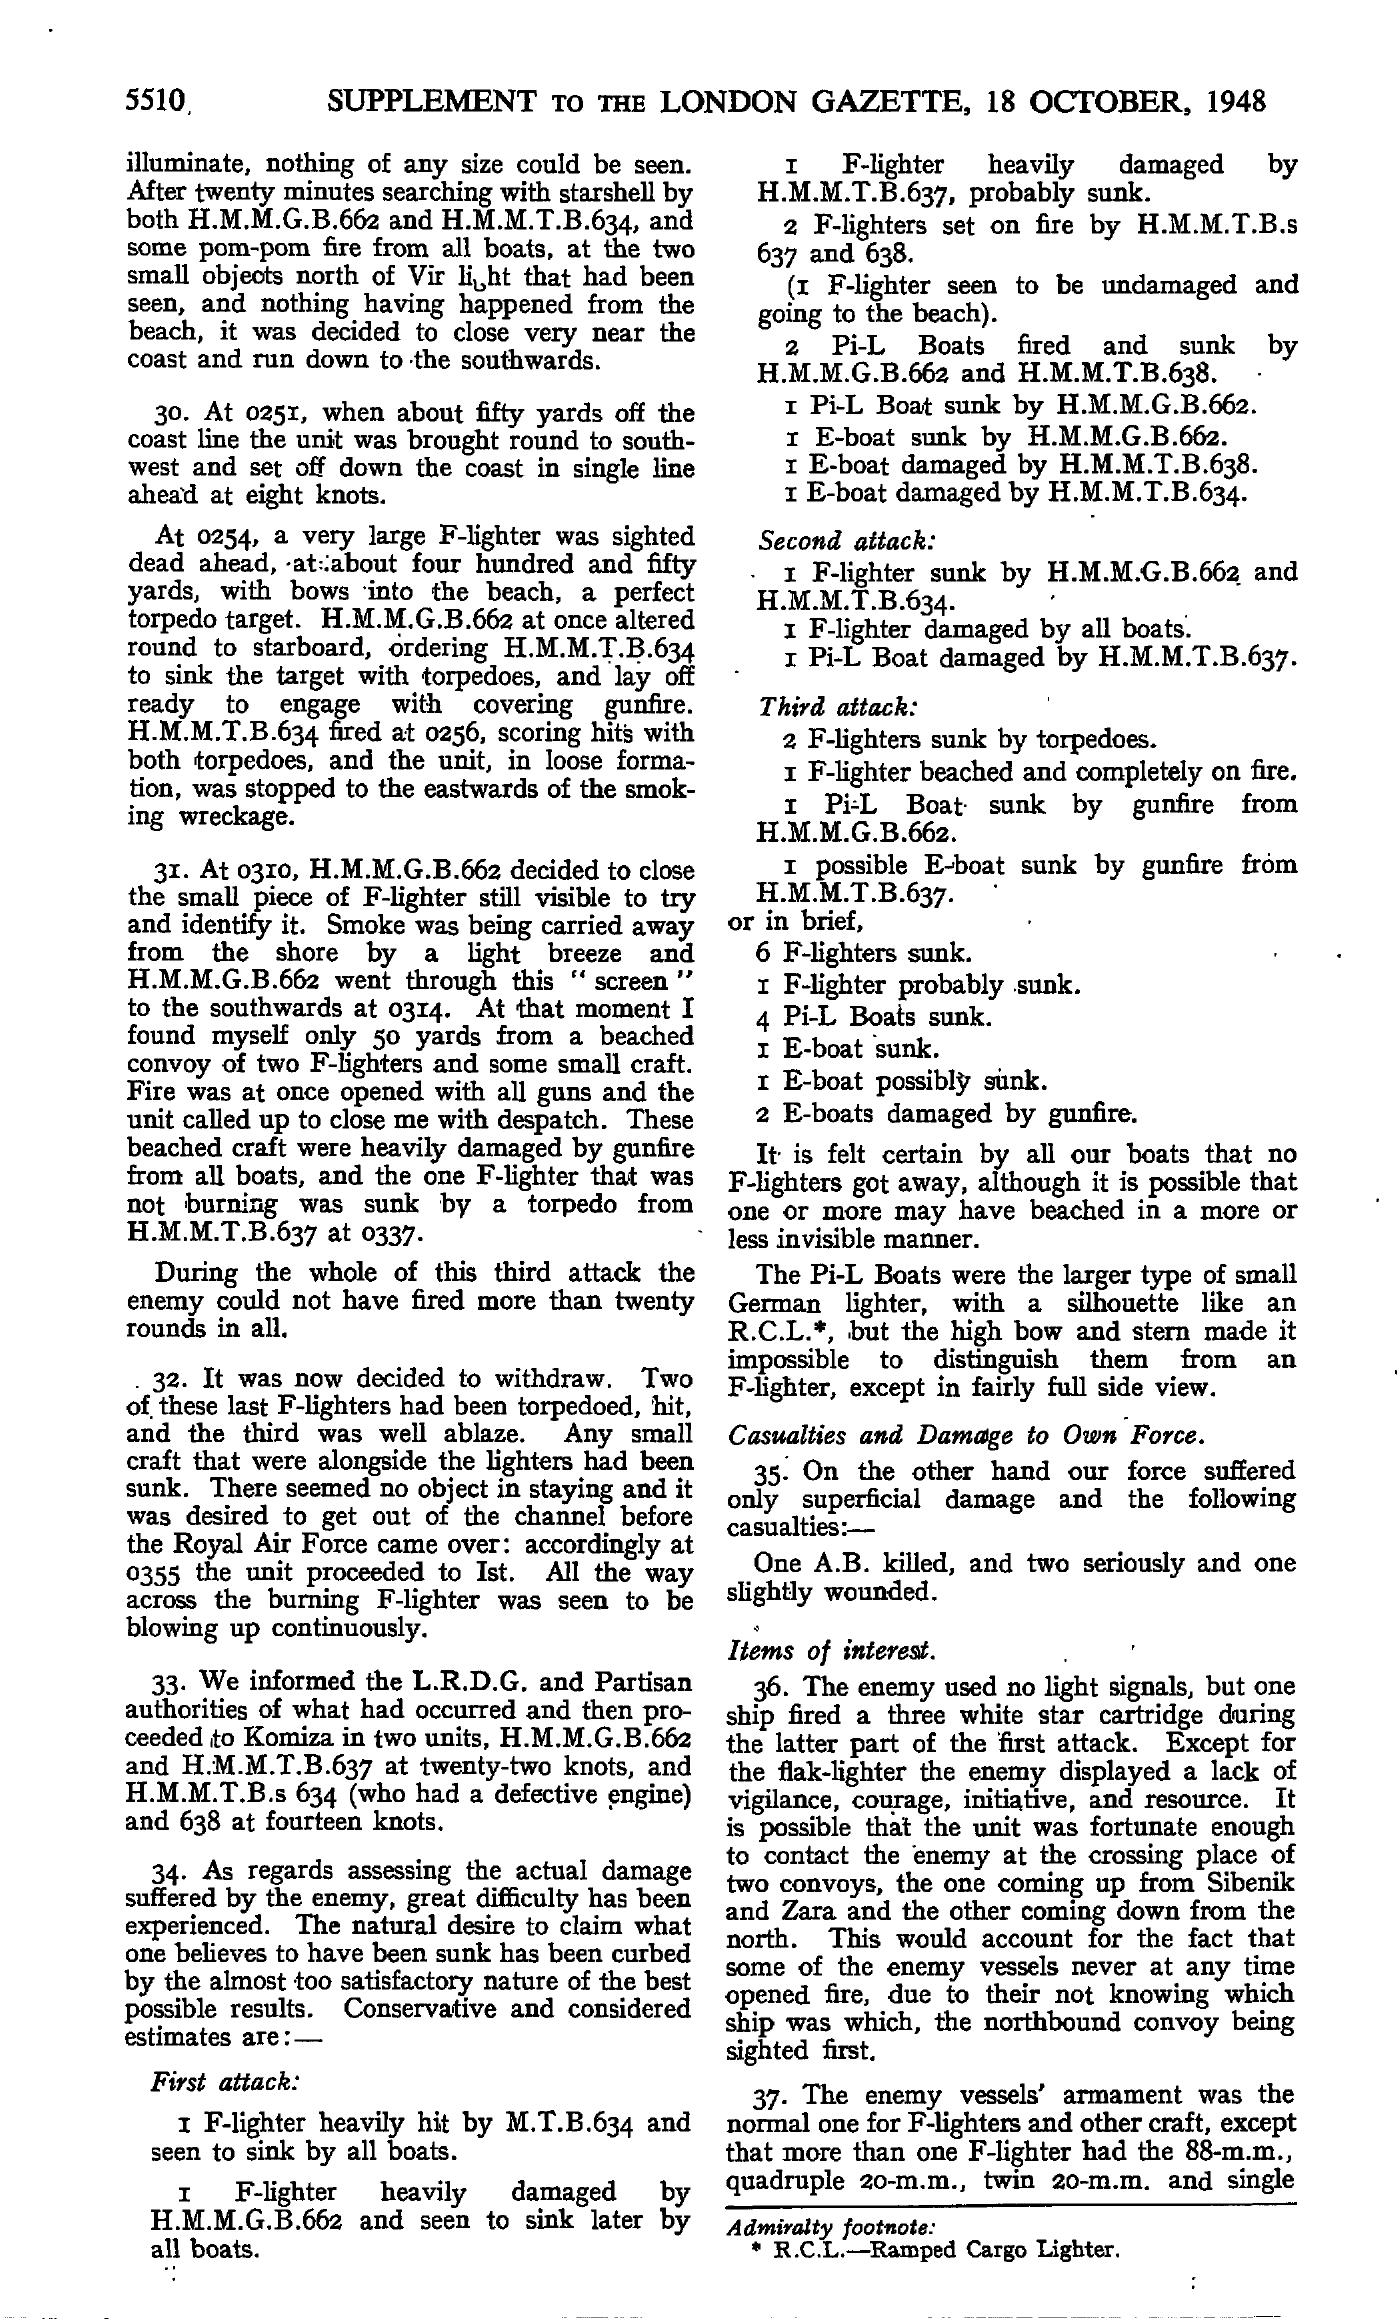 5510 SUPPLEMENT TO THE LONDON GAZETTE, 18 OCTOBER, 1948
illuminate, nothing of any size could be seen.
After twenty minutes searching with starshell by
both H.M.M.G.B.662 and H.M.M.T.B.634, and
some pom-pom fire from all boats, at the two
small objects north of Vir light that had been
seen, and nothing having happened from the
beach, it was decided to close very near the
coast and run down to the southwards.
30. At 0251, when about fifty yards off the
coast line the unit was brought round to south-
west and set off down the coast in single line
ahead at eight knots.
At 0254, a very large F-lighter was sighted
dead ahead, at about four hundred and fifty
yards, with bows into the beach, a perfect
torpedo target. H.M.M.G.B.662 at once altered
round to starboard, ordering H.M.M.T.B.634
to sink the target with torpedoes, and lay off
ready to engage with covering gunfire.
H.M.M.T.B.634 fired at 0256, scoring hits with
both torpedoes, and the unit, in loose forma-
tion, was stopped to the eastwards of the smok-
ing wreckage.
31. At 0310, H.M.M.G.B.662 decided to close
the small piece of F-lighter still visible to try
and identify it. Smoke was being carried away
from the shore by a light breeze and
H.M.M.G.B.662 went through this " screen "
to the southwards at 0314. At that moment I
found myself only 50 yards from a beached
convoy of two F-lighters and some small craft.
Fire was at once opened with all guns and the
unit called up to close me with despatch. These
beached craft were heavily damaged by gunfire
from all boats, and the one F-lighter that was
not burning was sunk by a torpedo from
H.M.M.T.B.637 at 0337.
During the whole of this third attack the
enemy could not have fired more than twenty
rounds in all.
32. It was now decided to withdraw. Two
of these last F-lighters had been torpedoed, hit,
and the third was well ablaze. Any small
craft that were alongside the lighters had been
sunk. There seemed no object in staying and it
was desired to get out of the channel before
the Royal Air Force came over: accordingly at
0355 the unit proceeded to Ist. All the way
across the burning F-lighter was seen to be
blowing up continuously.
33. We informed the L.R.D.G. and Partisan
authorities of what had occurred and then pro-
ceeded to Komiza in two units, H.M.M.G.B.662
and H.M.M.T.B.637 at twenty-two knots, and
H.M.M.T.B.s 634 (who had a defective engine)
and 638 at fourteen knots.
34. As regards assessing the actual damage
suffered by the enemy, great difficulty has been
experienced. The natural desire to claim what
one believes to have been sunk has been curbed
by the almost too satisfactory nature of the best
possible results. Conservative and considered
estimates are:—
First attack:
1 F-lighter heavily hit by M.T.B.634 and
seen to sink by all boats.
1 F-lighter heavily damaged by
H.M.M.G.B.662 and seen to sink later by
all boats.
1 F-lighter heavily damaged by
H.M.M.T.B.637, probably sunk.
2 F-lighters set on fire by H.M.M.T.B.s
637 and 638.
(1 F-lighter seen to be undamaged and
going to the beach).
2 Pi-L Boats fired and sunk by
H.M.M.G.B.662 and H.M.M.T.B.638.
1 Pi-L Boat sunk by H.M.M.G.B.662.
1 E-boat sunk by H.M.M.G.B.662.
1 E-boat damaged by H.M.M.T.B.638.
1 E-boat damaged by H.M.M.T.B.634.
Second attack:
1 F-lighter sunk by H.M.M.G.B.662 and
H.M.M.T.B.634.
1 F-lighter damaged by all boats.
1 Pi-L Boat damaged by H.M.M.T.B.637.
Third attack:
2 F-lighters sunk by torpedoes.
1 F-lighter beached and completely on fire.
1 Pi-L Boat sunk by gunfire from
H.M.M.G.B.662.
1 possible E-boat sunk by gunfire from
H.M.M.T.B.637.
or in brief,
6 F-lighters sunk.
1 F-lighter probably sunk.
4 Pi-L Boats sunk.
1 E-boat sunk.
1 E-boat possibly sunk.
2 E-boats damaged by gunfire.
It is felt certain by all our boats that no
F-lighters got away, although it is possible that
one or more may have beached in a more or
less invisible manner.
The Pi-L Boats were the larger type of small
German lighter, with a silhouette like an
R.C.L.*, but the high bow and stern made it
impossible to distinguish them from an
F-lighter, except in fairly full side view.
Casualties and Damage to Own Force.
35. On the other hand our force suffered
only superficial damage and the following
casualties:—
One A.B. killed, and two seriously and one
slightly wounded.
Items of interest.
36. The enemy used no light signals, but one
ship fired a three white star cartridge during
the latter part of the first attack. Except for
the flak-lighter the enemy displayed a lack of
vigilance, courage, initiative, and resource. It
is possible that the unit was fortunate enough
to contact the enemy at the crossing place of
two convoys, the one coming up from Sibenik
and Zara and the other coming down from the
north. This would account for the fact that
some of the enemy vessels never at any time
opened fire, due to their not knowing which
ship was which, the northbound convoy being
sighted first.
37. The enemy vessels' armament was the
normal one for F-lighters and other craft, except
that more than one F-lighter had the 88-m.m.,
quadruple 20-m.m., twin 20-m.m. and single
Admiralty footnote:
* R.C.L.—Ramped Cargo Lighter.